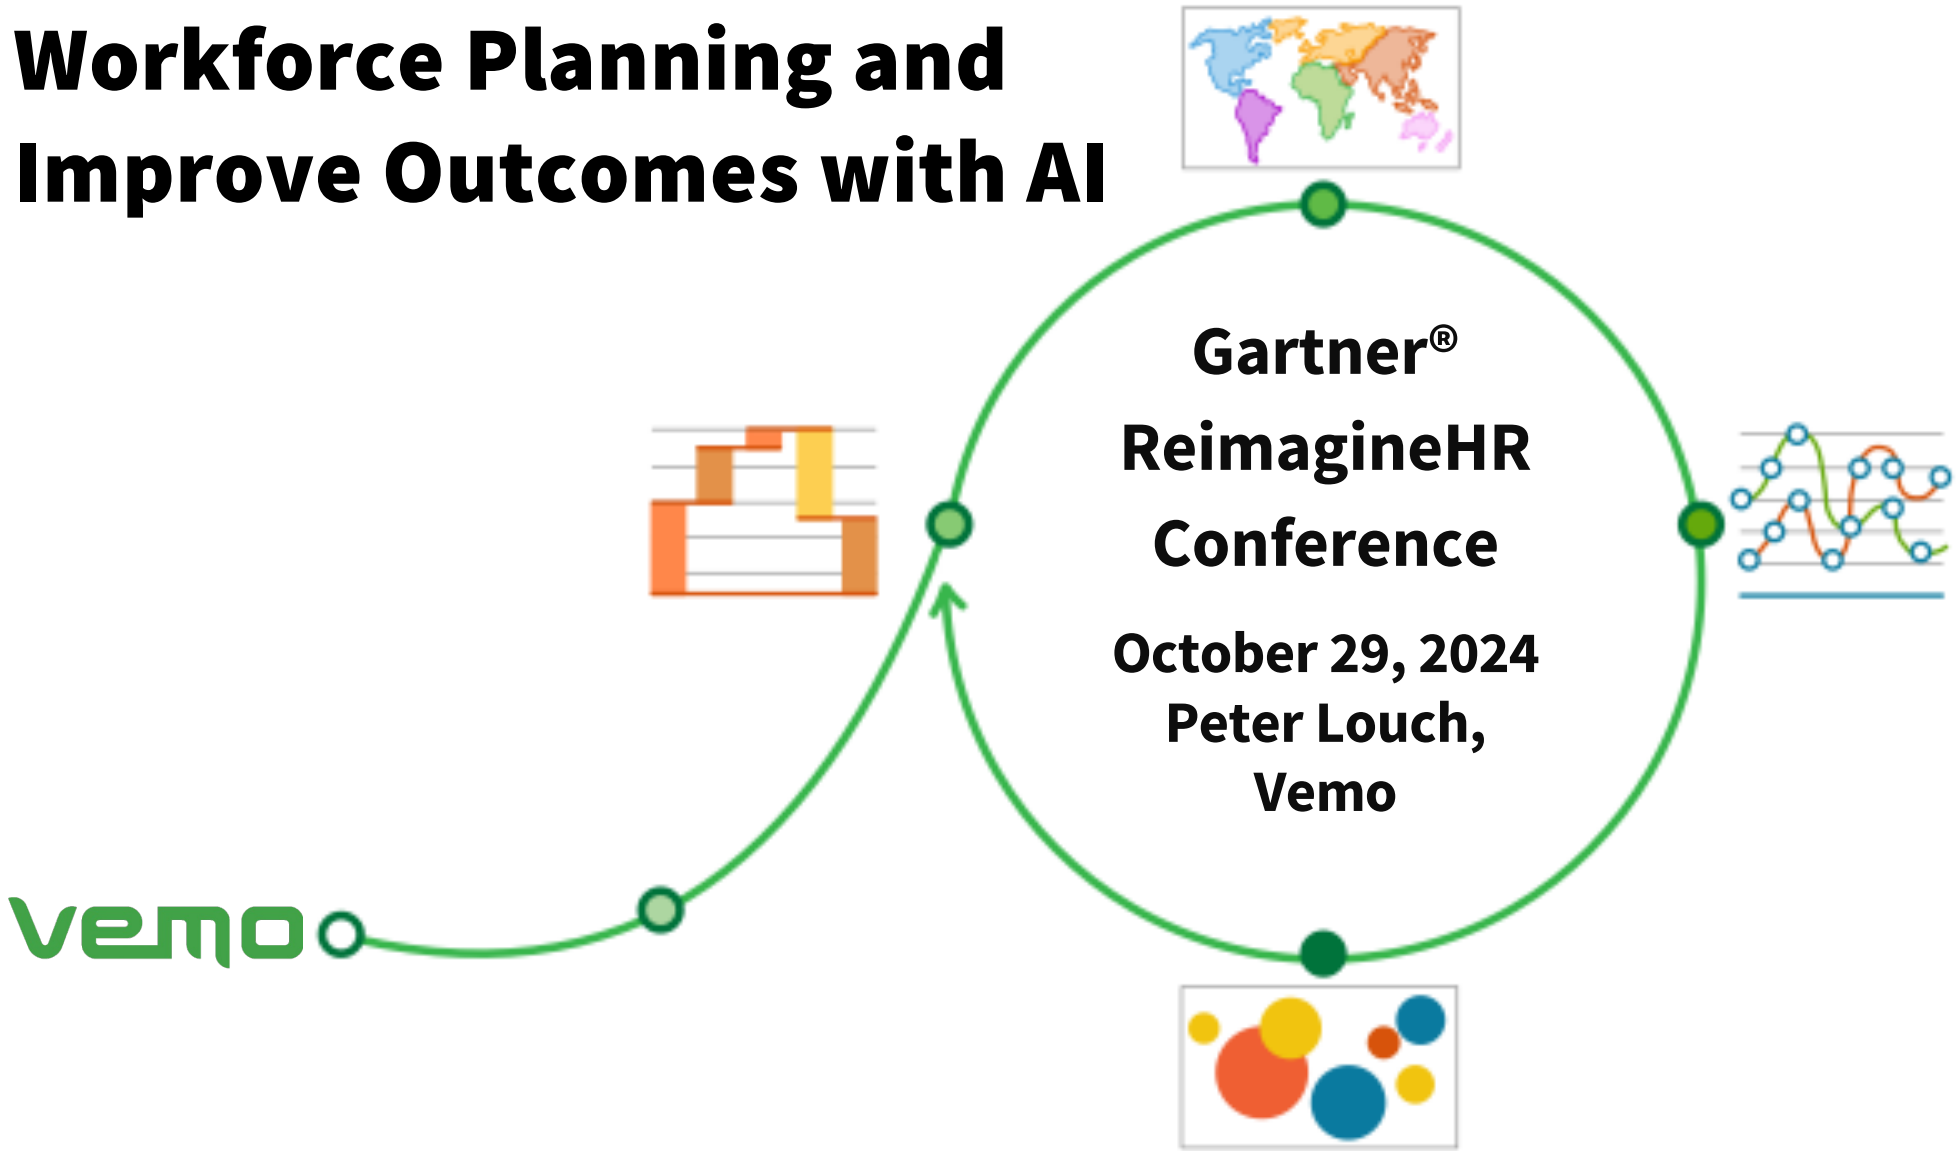 Workforce Planning and
Improve Outcomes with AI
Gartner®
ReimagineHR
Conference
October 29, 2024
Peter Louch,
Vemo
vemo